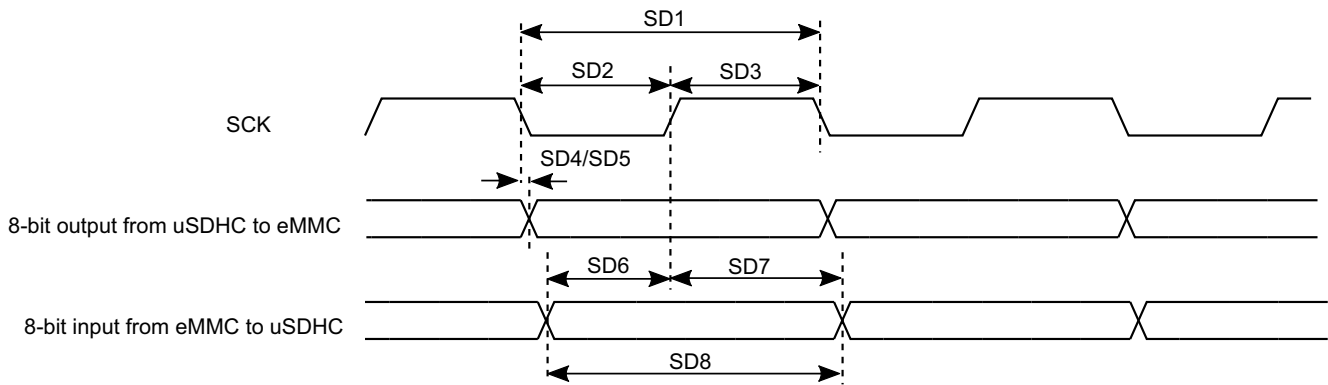 SD1
SD2
SD3
SCK
SD4/SD5
8-bit output from uSDHC to eMMC
SD6
SD7
8-bit input from eMMC to uSDHC
SD8